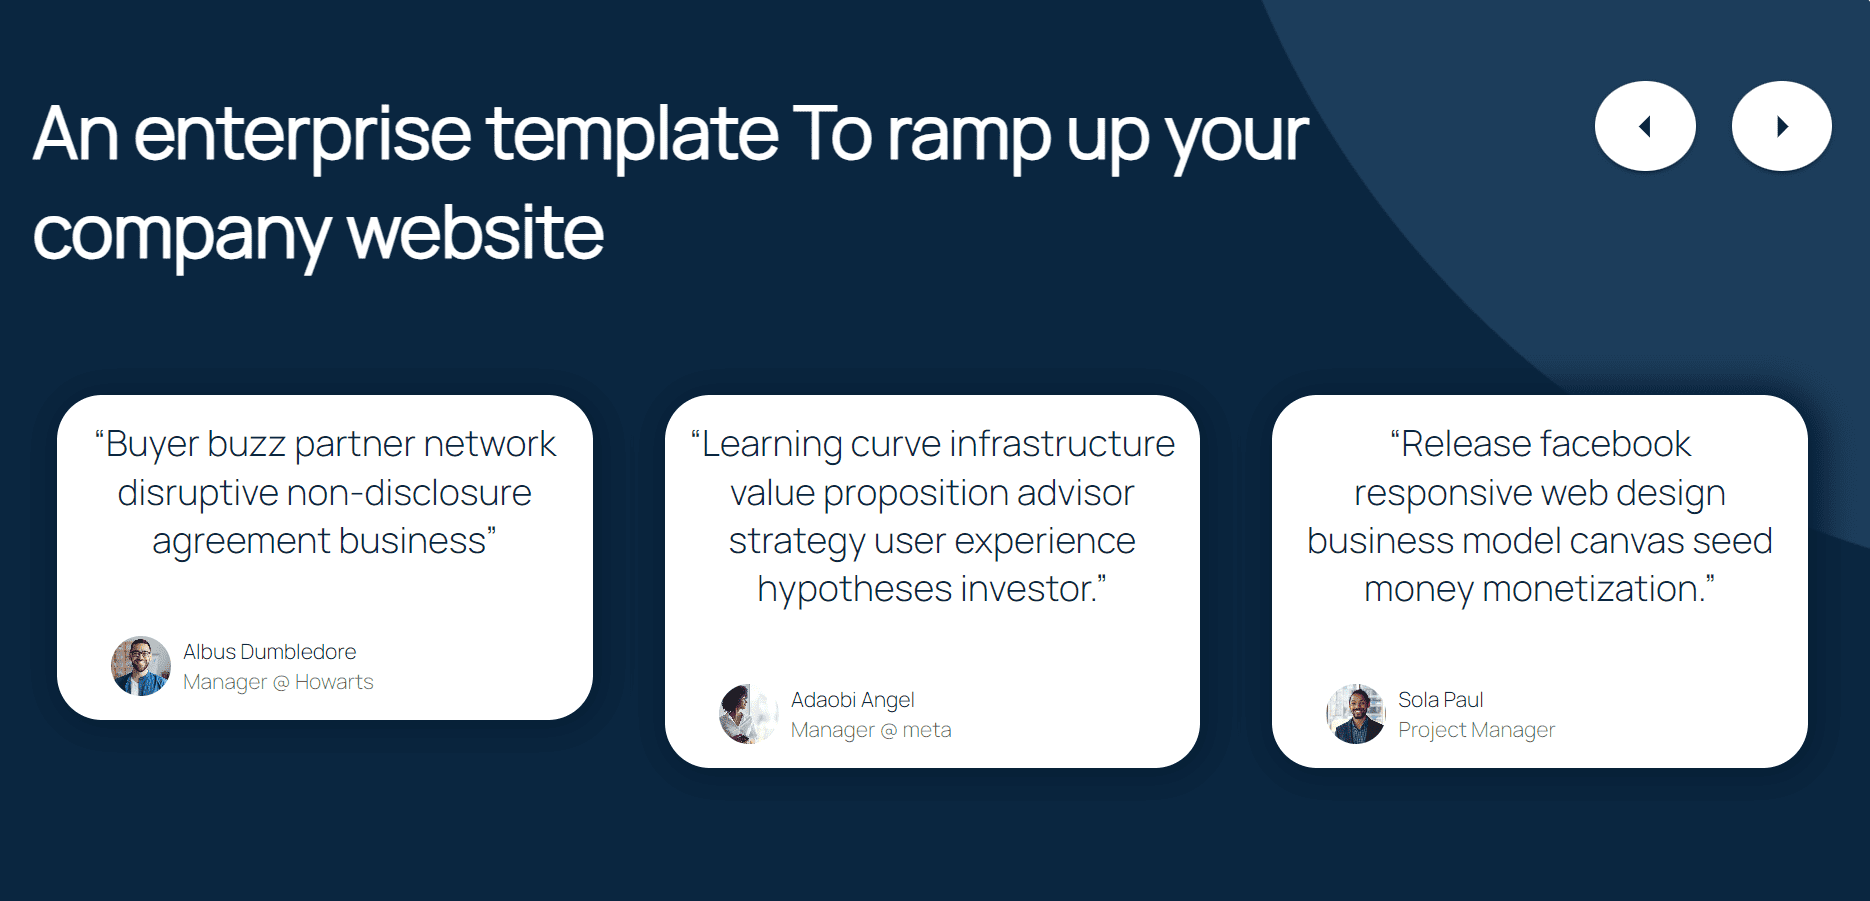 An enterprise template To ramp up your
company website
“Buyer buzz partner network
disruptive non-disclosure
agreement business”
Albus Dumbledore
Manager @ Howarts
“Learning curve infrastructure
value proposition advisor
strategy user experience
hypotheses investor.”
Adaobi Angel
Manager @ meta
“Release facebook
responsive web design
business model canvas seed
money monetization.”
Sola Paul
Project Manager